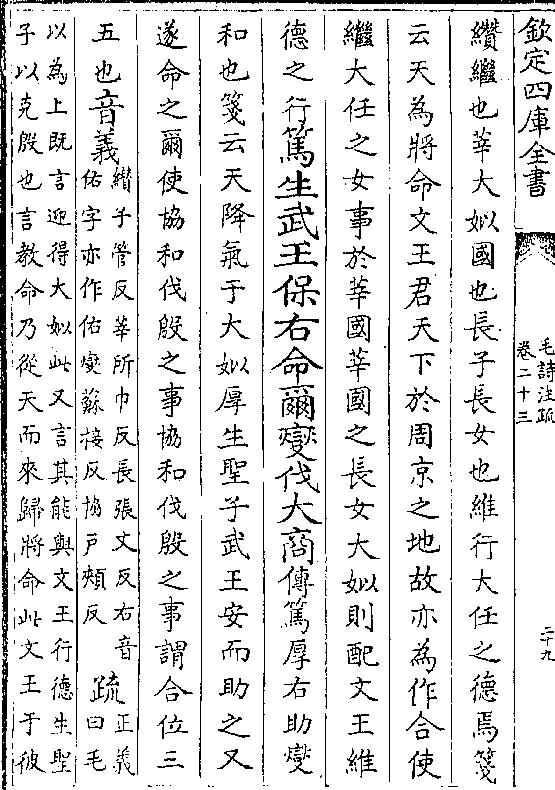 欽定四庫全書
毛詩注疏
卷二十三
二十九
纘繼也莘大姒國也長子長女也維行大任之德焉箋
云天為將命文王君天下於周京之地故亦為作合使
繼大任之女事於莘國莘國之長女大姒則配文王維
德之行篤生武王保右命爾燮伐大商傳篤厚右助燮
和也箋云天降氣于大姒厚生聖子武王安而助之又
遂命之爾使協和伐殷之事協和伐殷之事謂合位三
五也音義
纘子管反莘所巾反長張丈反右音
佑字亦作佑燮蘇接反協戶頰反
疏
正義
曰毛
以為上既言迎得大姒此又言其能與文王行德生聖
子以克殷也言教命乃從天而來歸將命此文王于彼